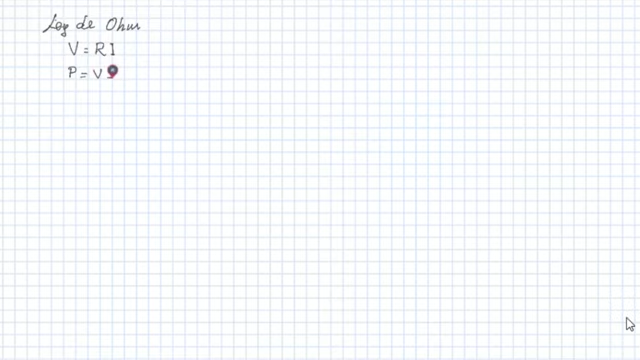 Ley de Ohm
V = R I
P = V